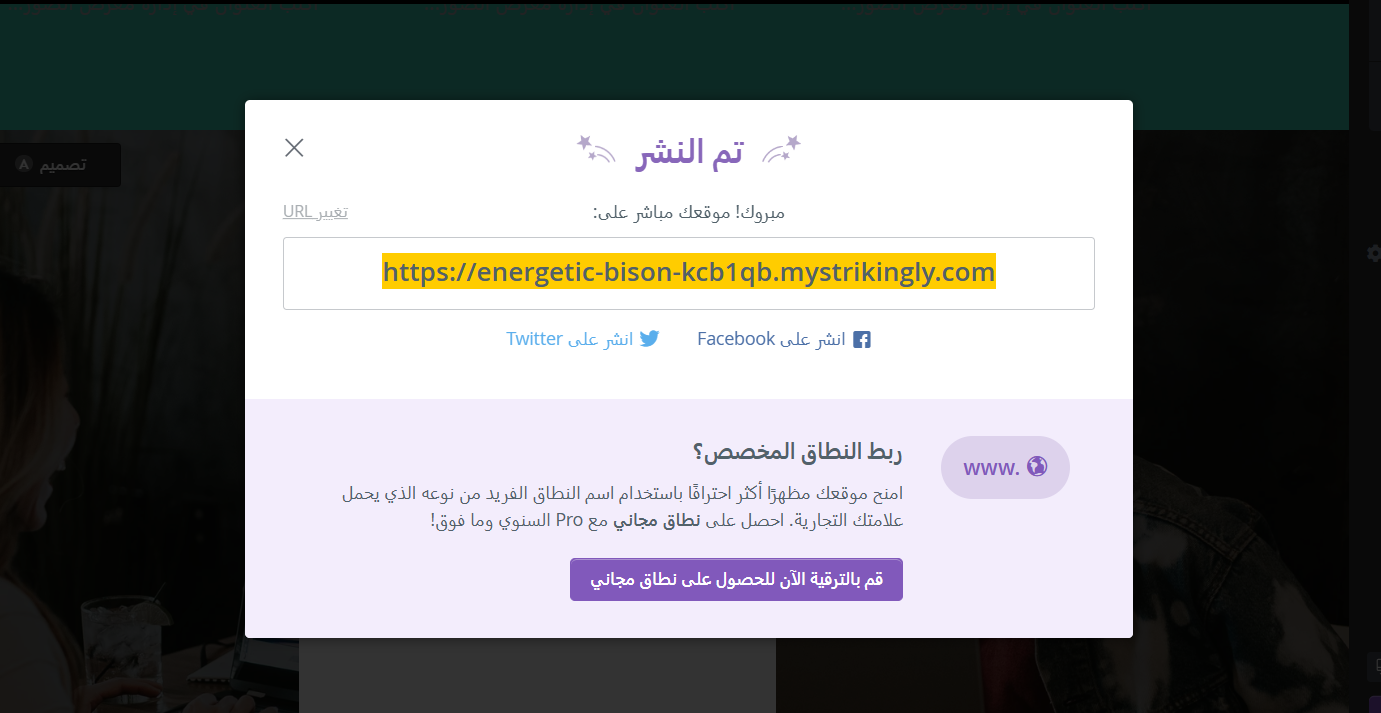 تصميم A
تم النشر
مبروك! موقعك مباشر على:
تغيير URL
https://energetic-bison-kcb1qb.mystrikingly.com
انشر على Facebook
انشر على Twitter
www.
ربط النطاق المخصص؟
امنح موقعك مظهرًا أكثر احترافًا باستخدام اسم النطاق الفريد من نوعه الذي يحمل
علامتك التجارية. احصل على نطاق مجاني مع Pro السنوي وما فوق!
قم بالترقية الآن للحصول على نطاق مجاني